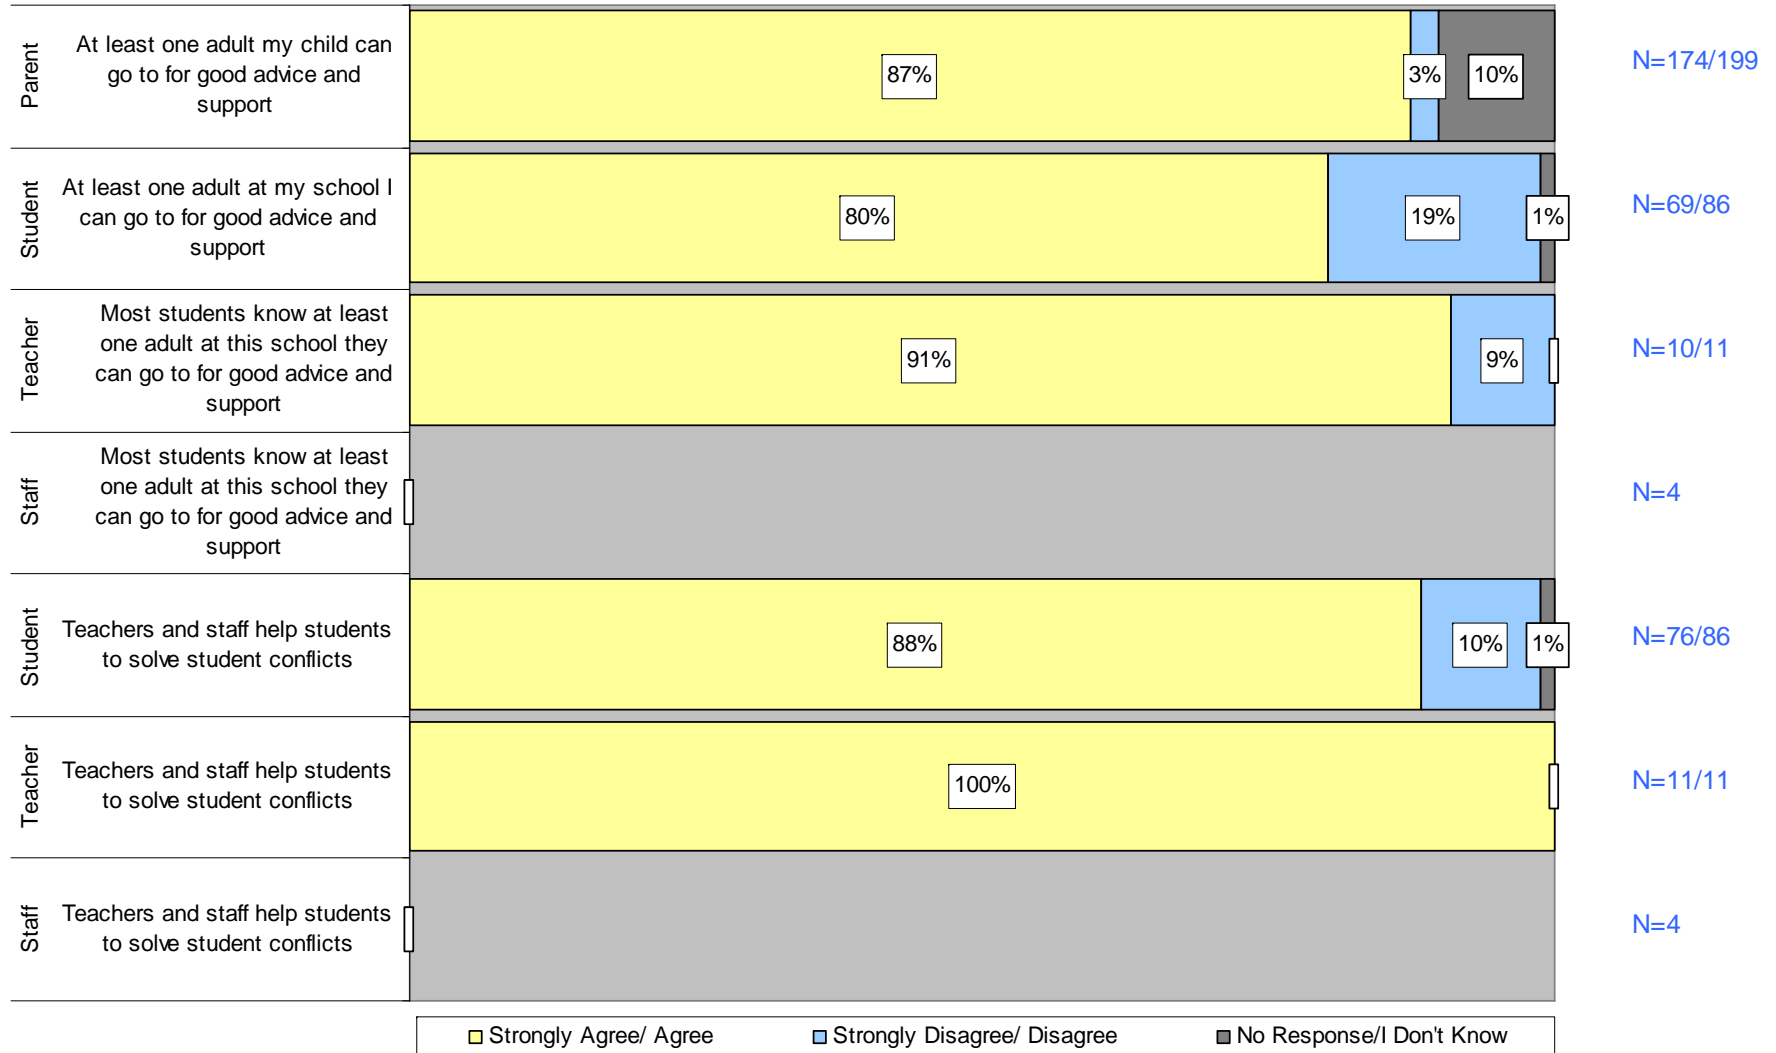 Parent
At least one adult my child can
go to for good advice and
support
87%
3%
10%
N=174/199
Student
At least one adult at my school I
can go to for good advice and
support
80%
19%
1%
N=69/86
Teacher
Most students know at least
one adult at this school they
can go to for good advice and
support
91%
9%
N=10/11
Staff
Most students know at least
one adult at this school they
can go to for good advice and
support
N=4
Student
Teachers and staff help students
to solve student conflicts
88%
10%
1%
N=76/86
Teacher
Teachers and staff help students
to solve student conflicts
100%
N=11/11
Staff
Teachers and staff help students
to solve student conflicts
N=4
Strongly Agree/ Agree
Strongly Disagree/ Disagree
No Response/I Don't Know